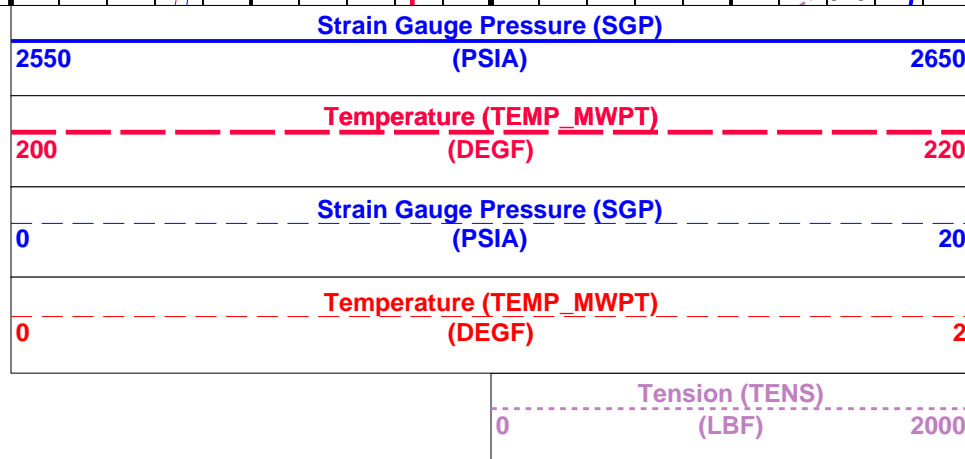 Strain Gauge Pressure (SGP)
2550 (PSIA) 2650
Temperature (TEMP_MWPT)
200 (DEGF) 220
Strain Gauge Pressure (SGP)
0 (PSIA) 20
Temperature (TEMP_MWPT)
0 (DEGF) 2
Tension (TENS)
0 (LBF) 2000